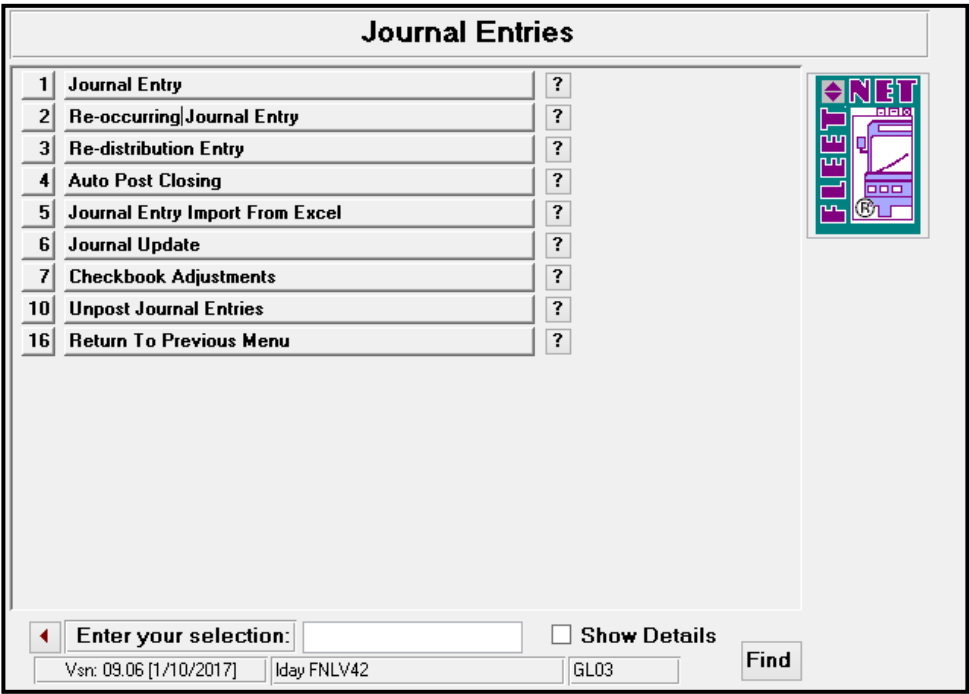 Journal Entries
1 Journal Entry ?
2 Re-occurring Journal Entry ?
3 Re-distribution Entry ?
4 Auto Post Closing ?
5 Journal Entry Import From Excel ?
6 Journal Update ?
7 Checkbook Adjustments ?
10 Unpost Journal Entries ?
16 Return To Previous Menu ?
FLEET NET
®
Enter your selection: Show Details
Find
Vsn: 09.06 [1/10/2017] lday FNLV42 GL03